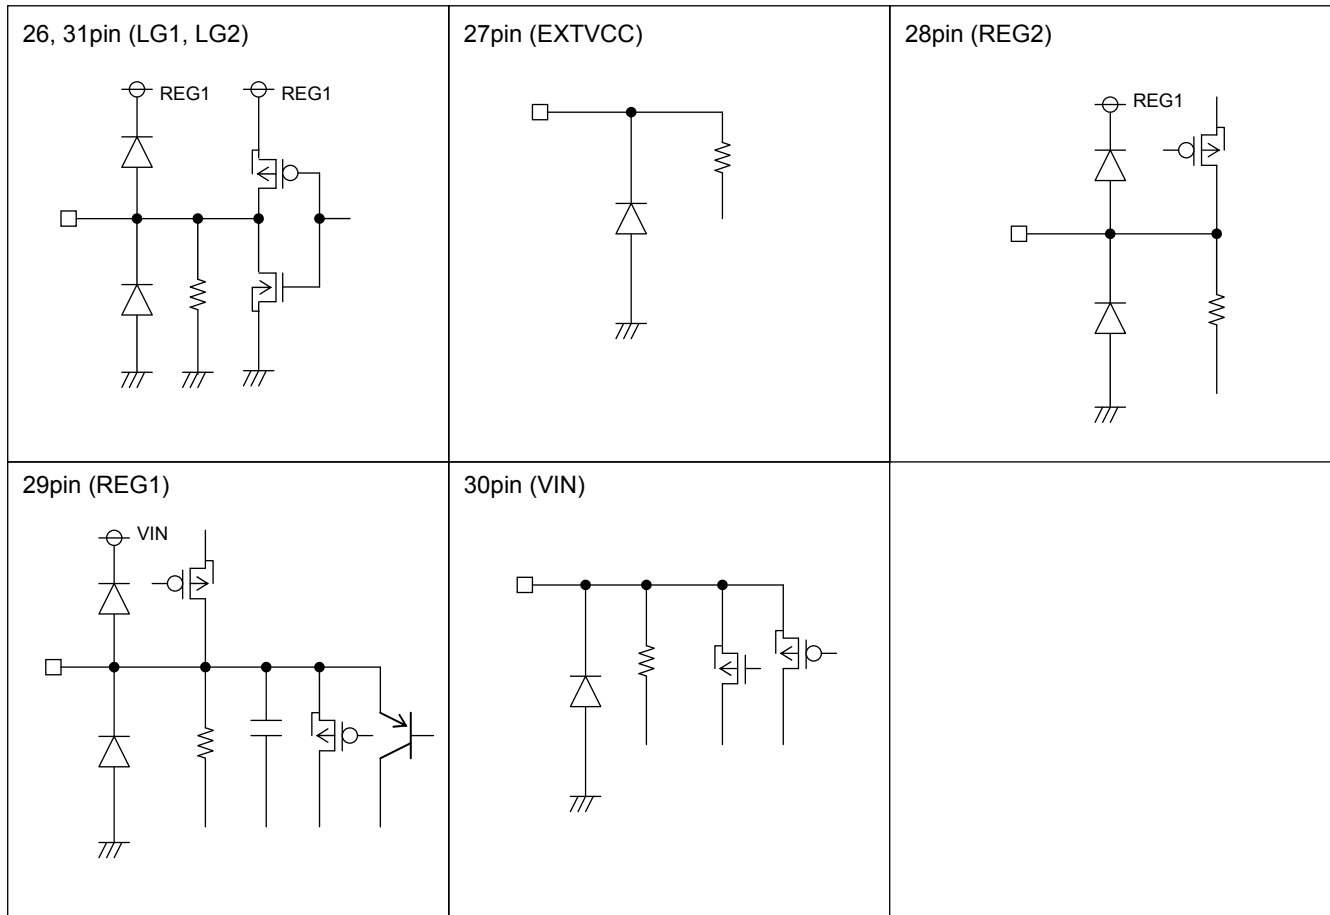 26, 31pin (LG1, LG2)
REG1
REG1
27pin (EXTVCC)
28pin (REG2)
REG1
29pin (REG1)
VIN
30pin (VIN)